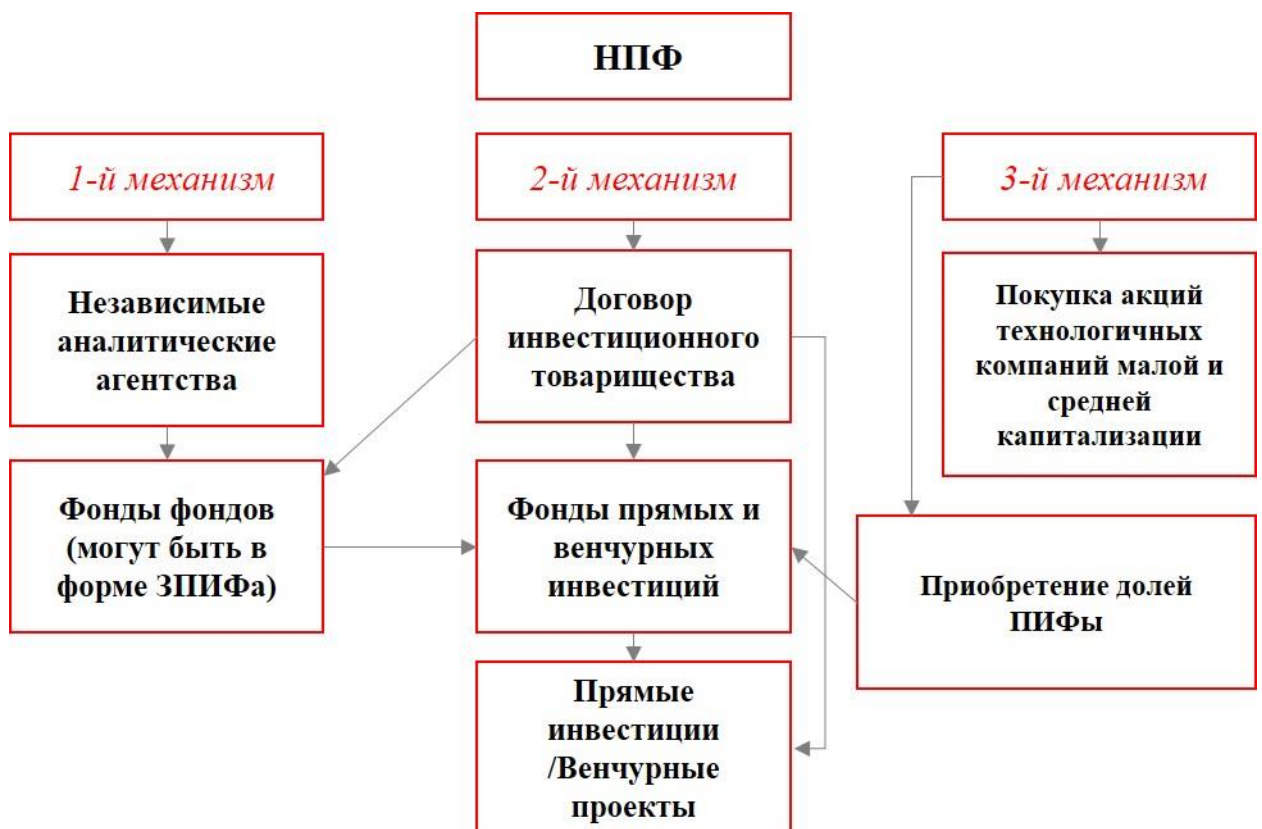 НПФ
1-й механизм
2-й механизм
3-й механизм
Независимые
аналитические
агентства
Договор
инвестиционного
товарищества
Покупка акций
технологичных
компаний малой и
средней
капитализации
Фонды фондов
(могут быть в
форме ЗПИФа)
Фонды прямых и
венчурных
инвестиций
Приобретение долей
ПИФы
Прямые
инвестиции
/Венчурные
проекты